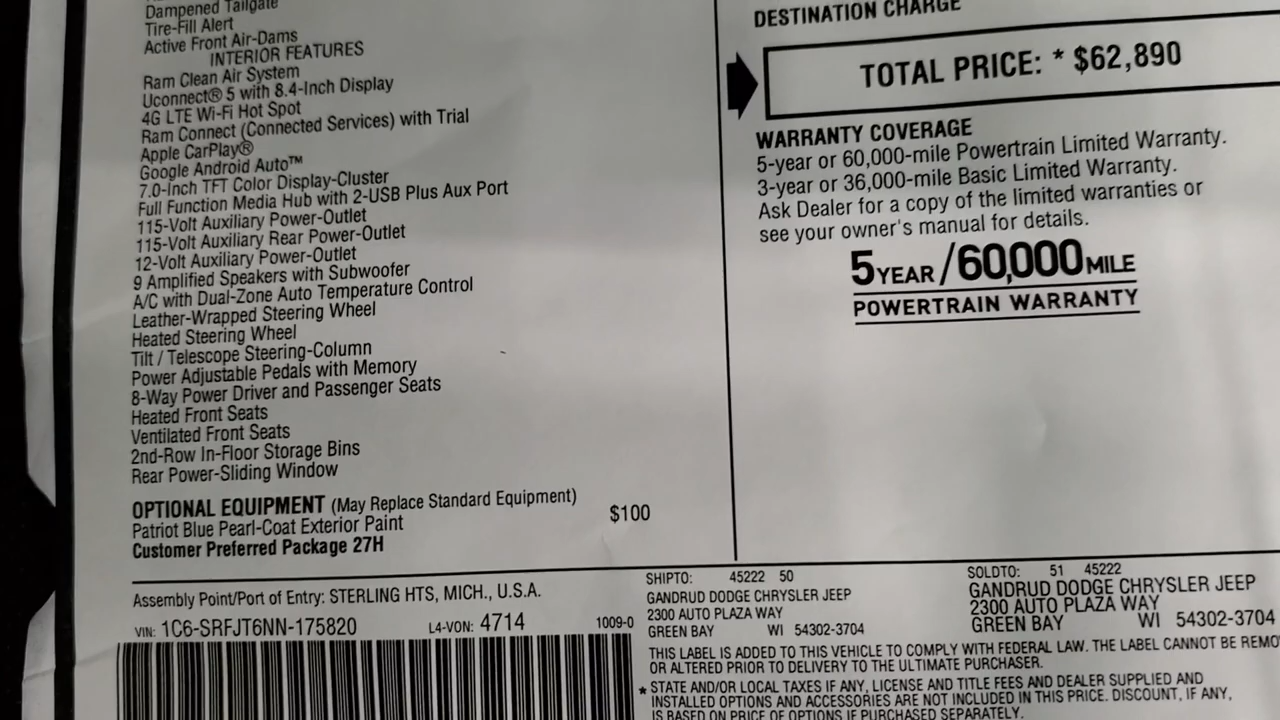 Dampened Tailgate
Tire-Fill Alert
Active Front Air-Dams
INTERIOR FEATURES
Ram Clean Air System
Uconnect® 5 with 8.4-Inch Display
4G LTE Wi-Fi Hot Spot
Ram Connect (Connected Services) with Trial
Apple CarPlay®
Google Android Auto™
7.0-Inch TFT Color Display-Cluster
Full Function Media Hub with 2-USB Plus Aux Port
115-Volt Auxiliary Power-Outlet
115-Volt Auxiliary Rear Power-Outlet
12-Volt Auxiliary Power-Outlet
9 Amplified Speakers with Subwoofer
A/C with Dual-Zone Auto Temperature Control
Leather-Wrapped Steering Wheel
Heated Steering Wheel
Tilt / Telescope Steering-Column
Power Adjustable Pedals with Memory
8-Way Power Driver and Passenger Seats
Heated Front Seats
Ventilated Front Seats
2nd-Row In-Floor Storage Bins
Rear Power-Sliding Window
OPTIONAL EQUIPMENT (May Replace Standard Equipment)
Patriot Blue Pearl-Coat Exterior Paint $100
Customer Preferred Package 27H
DESTINATION CHARGE
TOTAL PRICE: * $62,890
WARRANTY COVERAGE
5-year or 60,000-mile Powertrain Limited Warranty.
3-year or 36,000-mile Basic Limited Warranty.
Ask Dealer for a copy of the limited warranties or
see your owner's manual for details.
5 YEAR / 60,000 MILE
POWERTRAIN WARRANTY
Assembly Point/Port of Entry: STERLING HTS, MICH., U.S.A.
VIN: 1C6-SRFJT6NN-175820 L4-VON: 4714 1009-0
SHIPTO: 45222 50
GANDRUD DODGE CHRYSLER JEEP
2300 AUTO PLAZA WAY
GREEN BAY WI 54302-3704
SOLDTO: 51 45222
GANDRUD DODGE CHRYSLER JEEP
2300 AUTO PLAZA WAY
GREEN BAY WI 54302-3704
THIS LABEL IS ADDED TO THIS VEHICLE TO COMPLY WITH FEDERAL LAW. THE LABEL CANNOT BE REMO
OR ALTERED PRIOR TO DELIVERY TO THE ULTIMATE PURCHASER.
* STATE AND/OR LOCAL TAXES IF ANY, LICENSE AND TITLE FEES AND DEALER SUPPLIED AND
INSTALLED OPTIONS AND ACCESSORIES ARE NOT INCLUDED IN THIS PRICE. DISCOUNT, IF ANY,
IS BASED ON PRICE OF OPTIONS IF PURCHASED SEPARATELY.